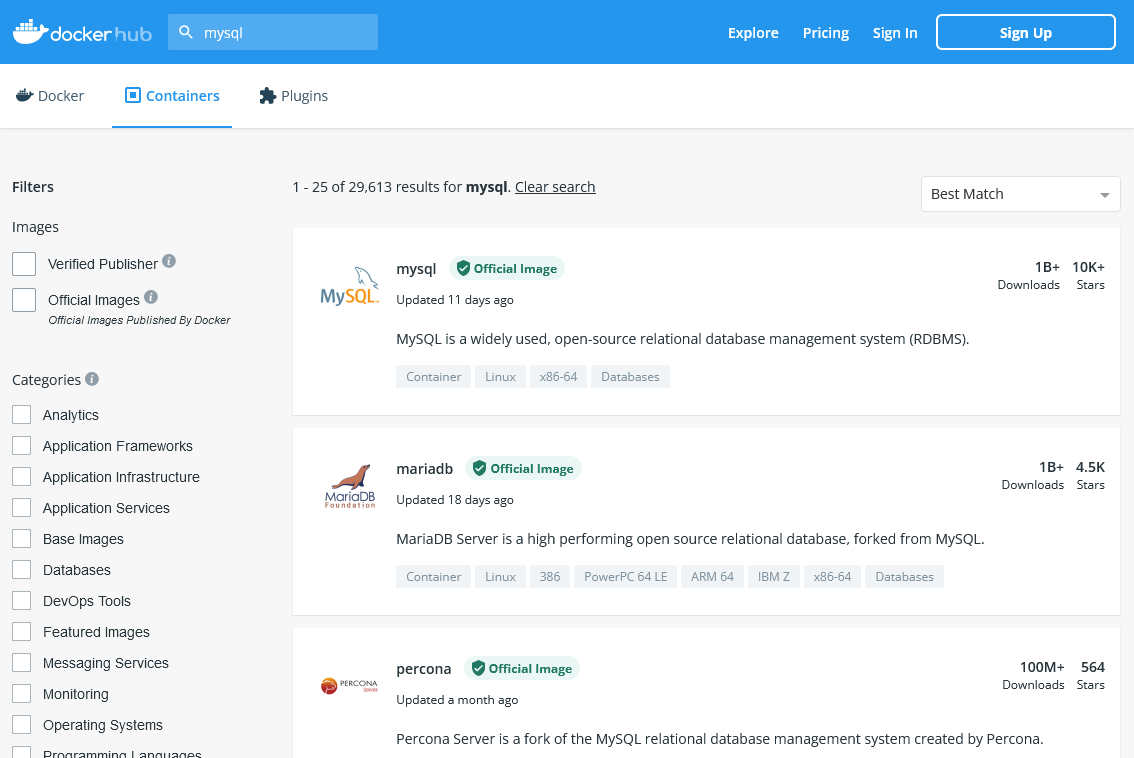 docker hub
mysql
Explore
Pricing
Sign In
Sign Up
Docker
Containers
Plugins
Filters
Images
Verified Publisher
Official Images
Official Images Published By Docker
Categories
Analytics
Application Frameworks
Application Infrastructure
Application Services
Base Images
Databases
DevOps Tools
Featured Images
Messaging Services
Monitoring
Operating Systems
Programming Languages
1 - 25 of 29,613 results for mysql. Clear search
Best Match
MySQL
mysql
Official Image
Updated 11 days ago
1B+ 10K+
Downloads Stars
MySQL is a widely used, open-source relational database management system (RDBMS).
Container Linux x86-64 Databases
MariaDB
Foundation
mariadb
Official Image
Updated 18 days ago
1B+ 4.5K
Downloads Stars
MariaDB Server is a high performing open source relational database, forked from MySQL.
Container Linux 386 PowerPC 64 LE ARM 64 IBM Z x86-64 Databases
PERCONA
SERVER
percona
Official Image
Updated a month ago
100M+ 564
Downloads Stars
Percona Server is a fork of the MySQL relational database management system created by Percona.